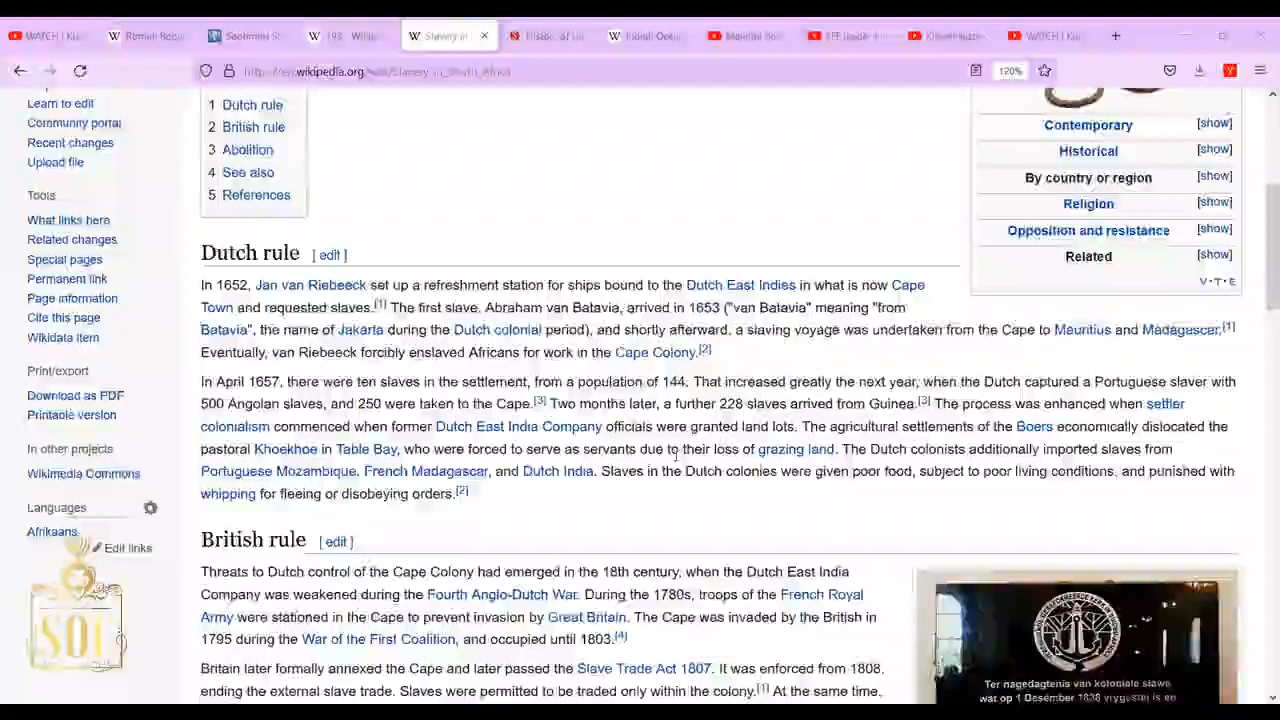 WATCH |
Roman
Slavery in
×
+
https://en.wikipedia.org/wiki/Slavery_in_South_Africa
120%
Learn to edit
Community portal
Recent changes
Upload file
Tools
What links here
Related changes
Special pages
Permanent link
Page information
Cite this page
Wikidata item
Print/export
Download as PDF
Printable version
In other projects
Wikimedia Commons
Languages
Afrikaans
Edit links
SOL
1 Dutch rule
2 British rule
3 Abolition
4 See also
5 References
Contemporary [show]
Historical [show]
By country or region [show]
Religion [show]
Opposition and resistance [show]
Related [show]
V·T·E
Dutch rule [ edit ]
In 1652, Jan van Riebeeck set up a refreshment station for ships bound to the Dutch East Indies in what is now Cape
Town and requested slaves.[1] The first slave, Abraham van Batavia, arrived in 1653 ("van Batavia" meaning "from
Batavia", the name of Jakarta during the Dutch colonial period), and shortly afterward, a slaving voyage was undertaken from the Cape to Mauritius and Madagascar.[1]
Eventually, van Riebeeck forcibly enslaved Africans for work in the Cape Colony.[2]
In April 1657, there were ten slaves in the settlement, from a population of 144. That increased greatly the next year, when the Dutch captured a Portuguese slaver with
500 Angolan slaves, and 250 were taken to the Cape.[3] Two months later, a further 228 slaves arrived from Guinea.[3] The process was enhanced when settler
colonialism commenced when former Dutch East India Company officials were granted land lots. The agricultural settlements of the Boers economically dislocated the
pastoral Khoekhoe in Table Bay, who were forced to serve as servants due to their loss of grazing land. The Dutch colonists additionally imported slaves from
Portuguese Mozambique, French Madagascar, and Dutch India. Slaves in the Dutch colonies were given poor food, subject to poor living conditions, and punished with
whipping for fleeing or disobeying orders.[2]
British rule [ edit ]
Threats to Dutch control of the Cape Colony had emerged in the 18th century, when the Dutch East India
Company was weakened during the Fourth Anglo-Dutch War. During the 1780s, troops of the French Royal
Army were stationed in the Cape to prevent invasion by Great Britain. The Cape was invaded by the British in
1795 during the War of the First Coalition, and occupied until 1803.[4]
Britain later formally annexed the Cape and later passed the Slave Trade Act 1807. It was enforced from 1808,
ending the external slave trade. Slaves were permitted to be traded only within the colony.[1] At the same time,
Ter nagedagtenis van koloniale slawe
wat op 1 Desember 1838 vrygestel is en